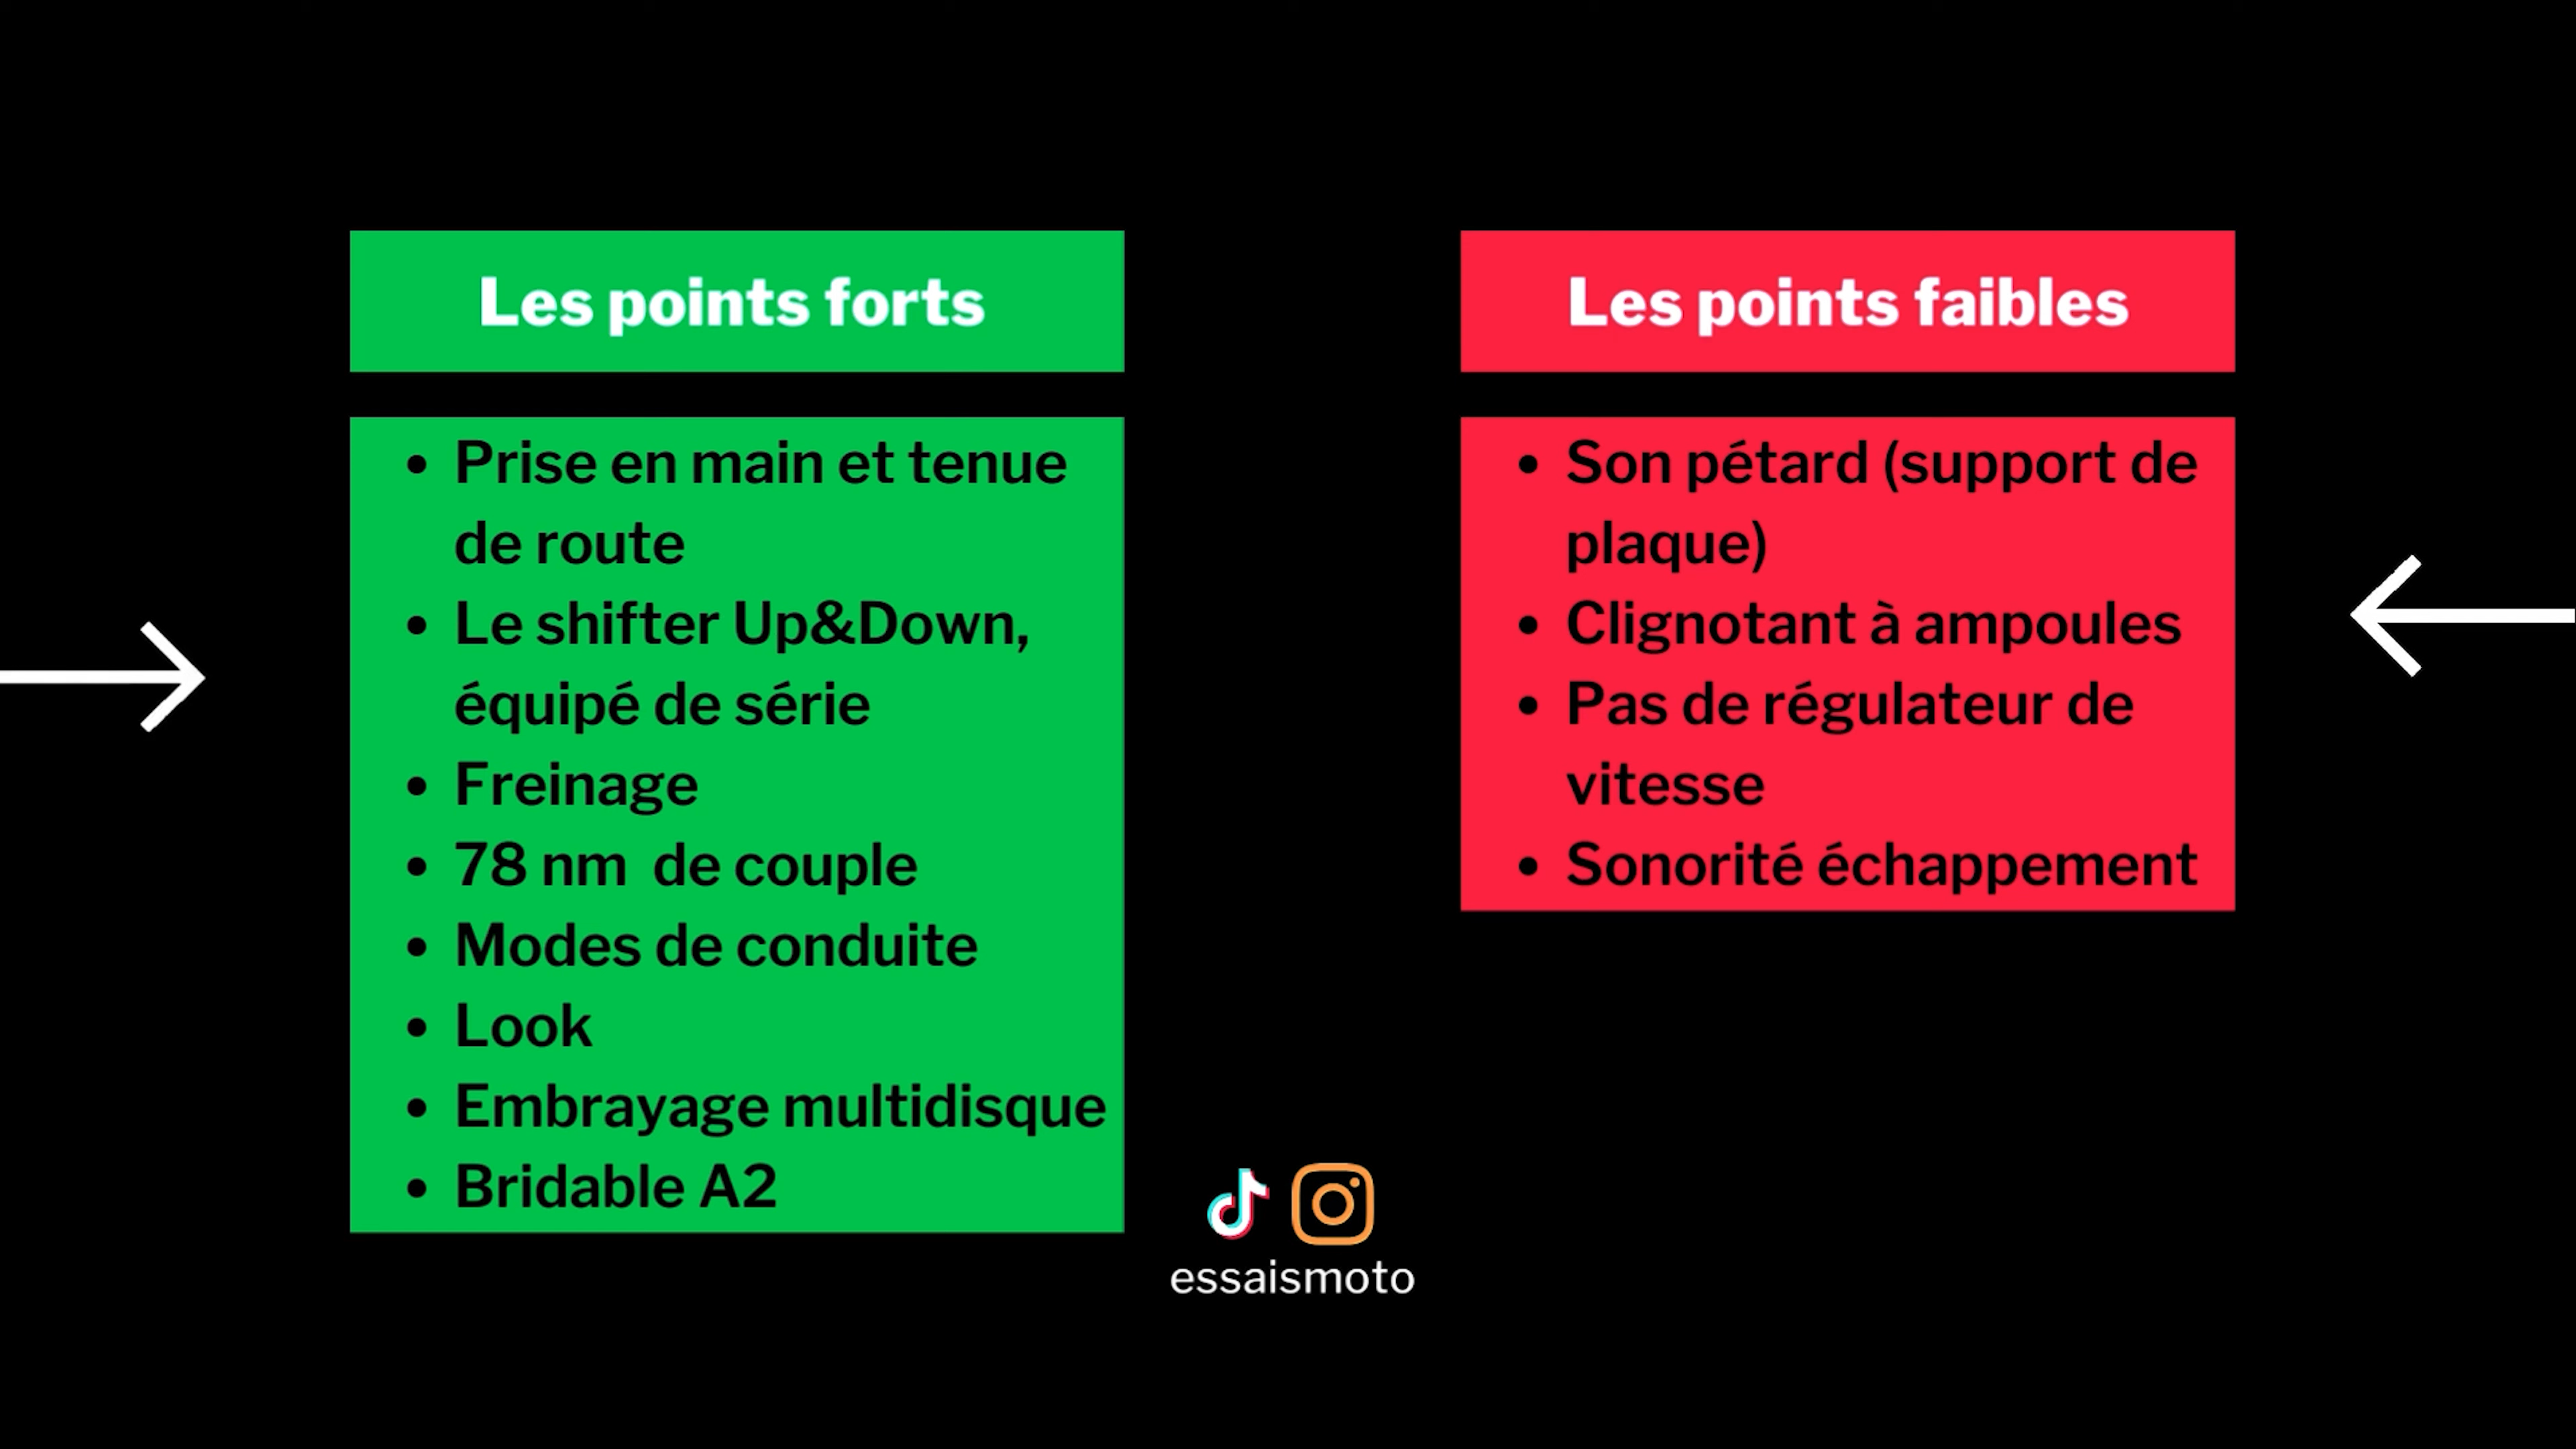 Les points forts
• Prise en main et tenue
de route
• Le shifter Up&Down,
équipé de série
• Freinage
• 78 nm  de couple
• Modes de conduite
• Look
• Embrayage multidisque
• Bridable A2
Les points faibles
• Son pétard (support de
plaque)
• Clignotant à ampoules
• Pas de régulateur de
vitesse
• Sonorité échappement
essaismoto